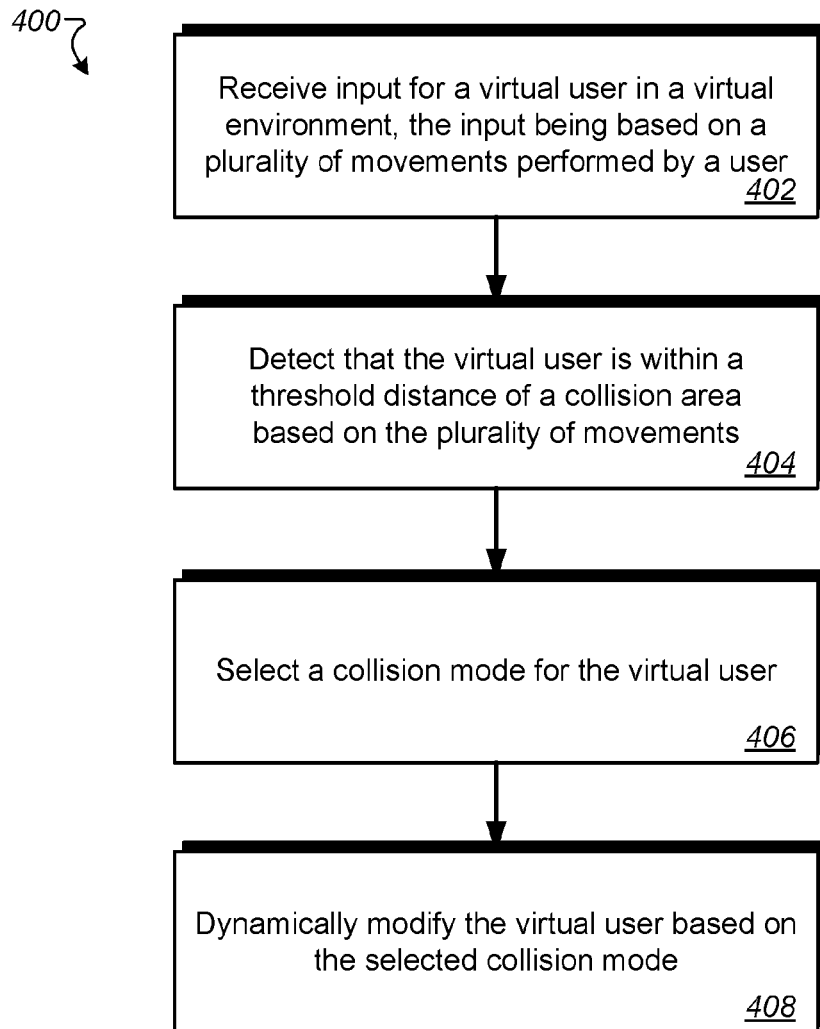 400
Receive input for a virtual user in a virtual
environment, the input being based on a
plurality of movements performed by a user
402
Detect that the virtual user is within a
threshold distance of a collision area
based on the plurality of movements
404
Select a collision mode for the virtual user
406
Dynamically modify the virtual user based on
the selected collision mode
408